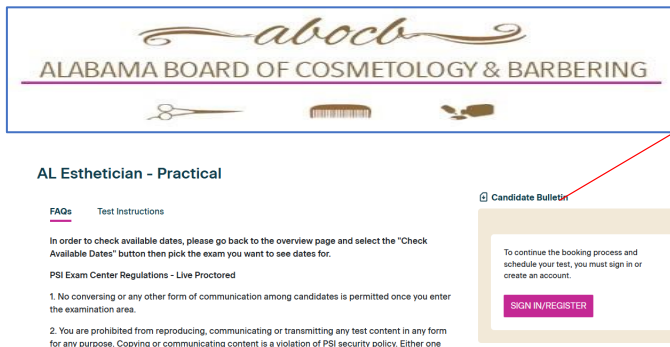 abocb
ALABAMA BOARD OF COSMETOLOGY & BARBERING
AL Esthetician - Practical
FAQs Test Instructions
In order to check available dates, please go back to the overview page and select the "Check
Available Dates" button then pick the exam you want to see dates for.
PSI Exam Center Regulations - Live Proctored
1. No conversing or any other form of communication among candidates is permitted once you enter
the examination area.
2. You are prohibited from reproducing, communicating or transmitting any test content in any form
for any purpose. Copying or communicating content is a violation of PSI security policy. Either one
Candidate Bulletin
To continue the booking process and
schedule your test, you must sign in or
create an account.
SIGN IN/REGISTER